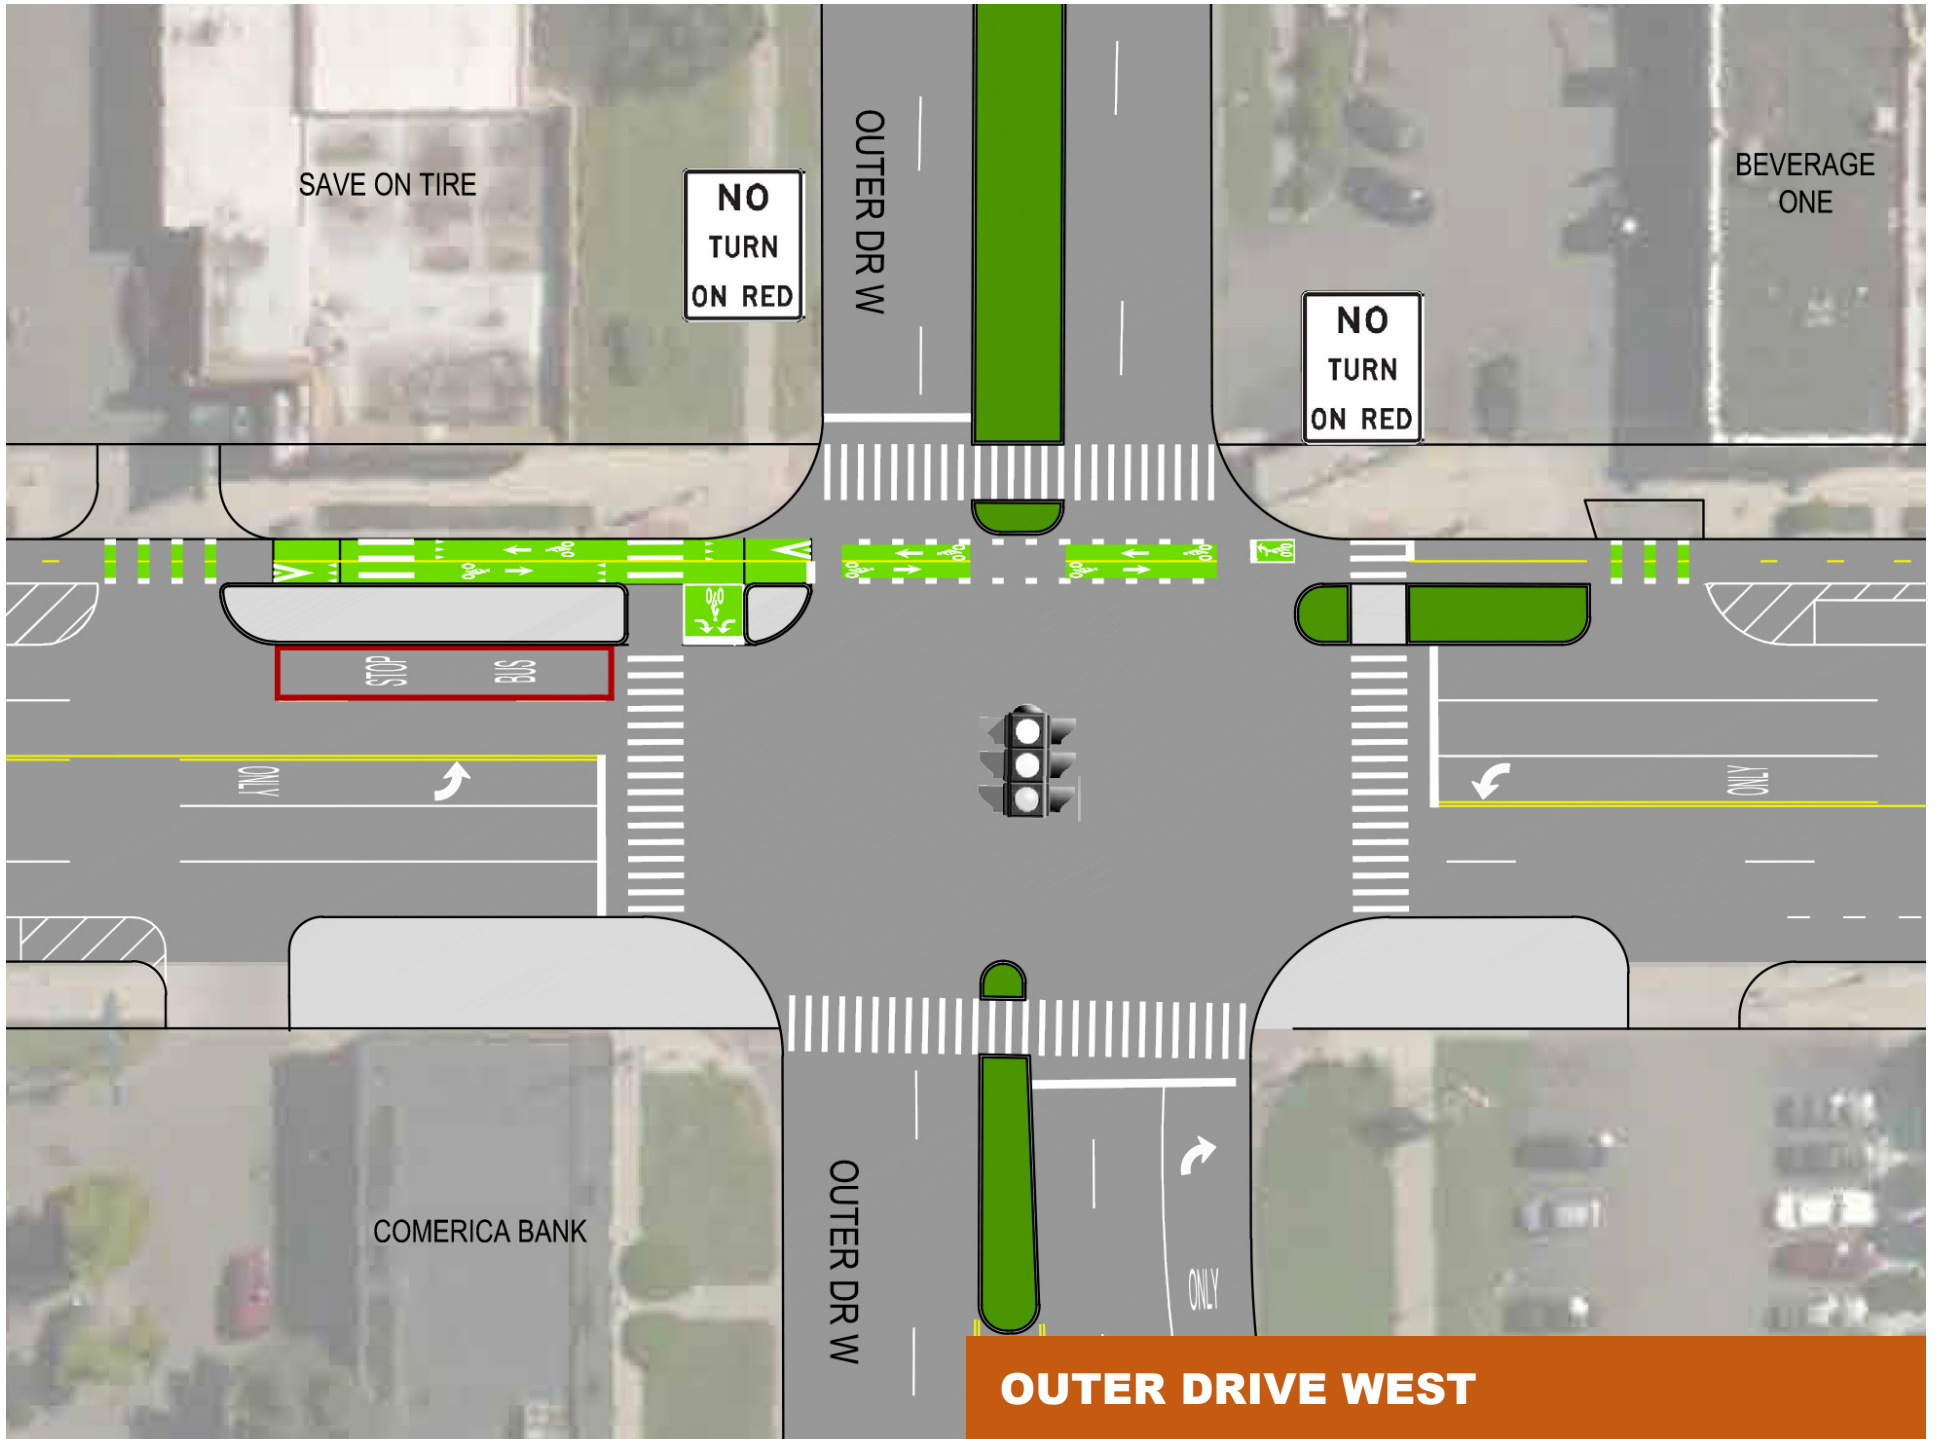 SAVE ON TIRE
NO
TURN
ON RED
OUTER DR W
NO
TURN
ON RED
BEVERAGE
ONE
STOP
BUS
ONLY
ONLY
COMERICA BANK
OUTER DR W
ONLY
OUTER DRIVE WEST